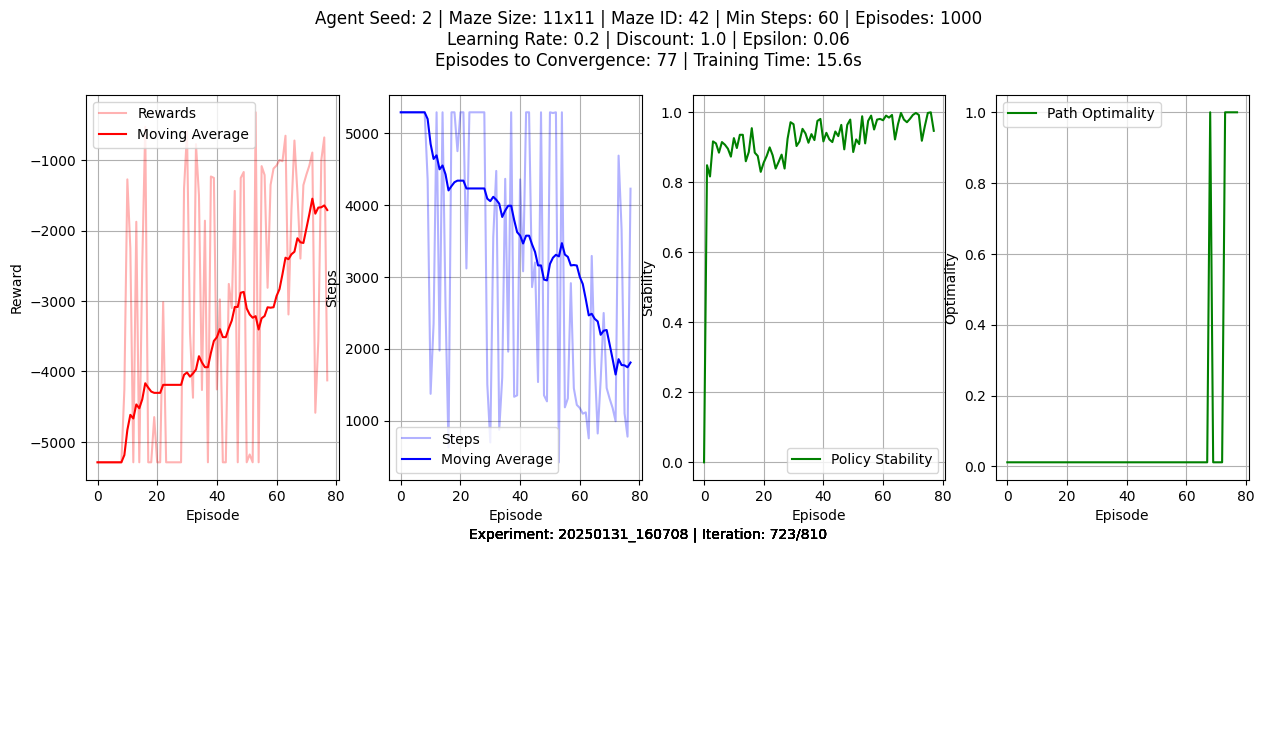 Agent Seed: 2 | Maze Size: 11x11 | Maze ID: 42 | Min Steps: 60 | Episodes: 1000
Learning Rate: 0.2 | Discount: 1.0 | Epsilon: 0.06
Episodes to Convergence: 77 | Training Time: 15.6s
Rewards
Moving Average
−1000
−2000
−3000
−4000
−5000
Reward
0
20
40
60
80
Episode
5000
4000
3000
2000
1000
Steps
Steps
Moving Average
0
20
40
60
80
Episode
1.0
0.8
0.6
0.4
0.2
0.0
Stability
Policy Stability
0
20
40
60
80
Episode
Path Optimality
1.0
0.8
0.6
0.4
0.2
0.0
Optimality
0
20
40
60
80
Episode
Experiment: 20250131_160708 | Iteration: 723/810